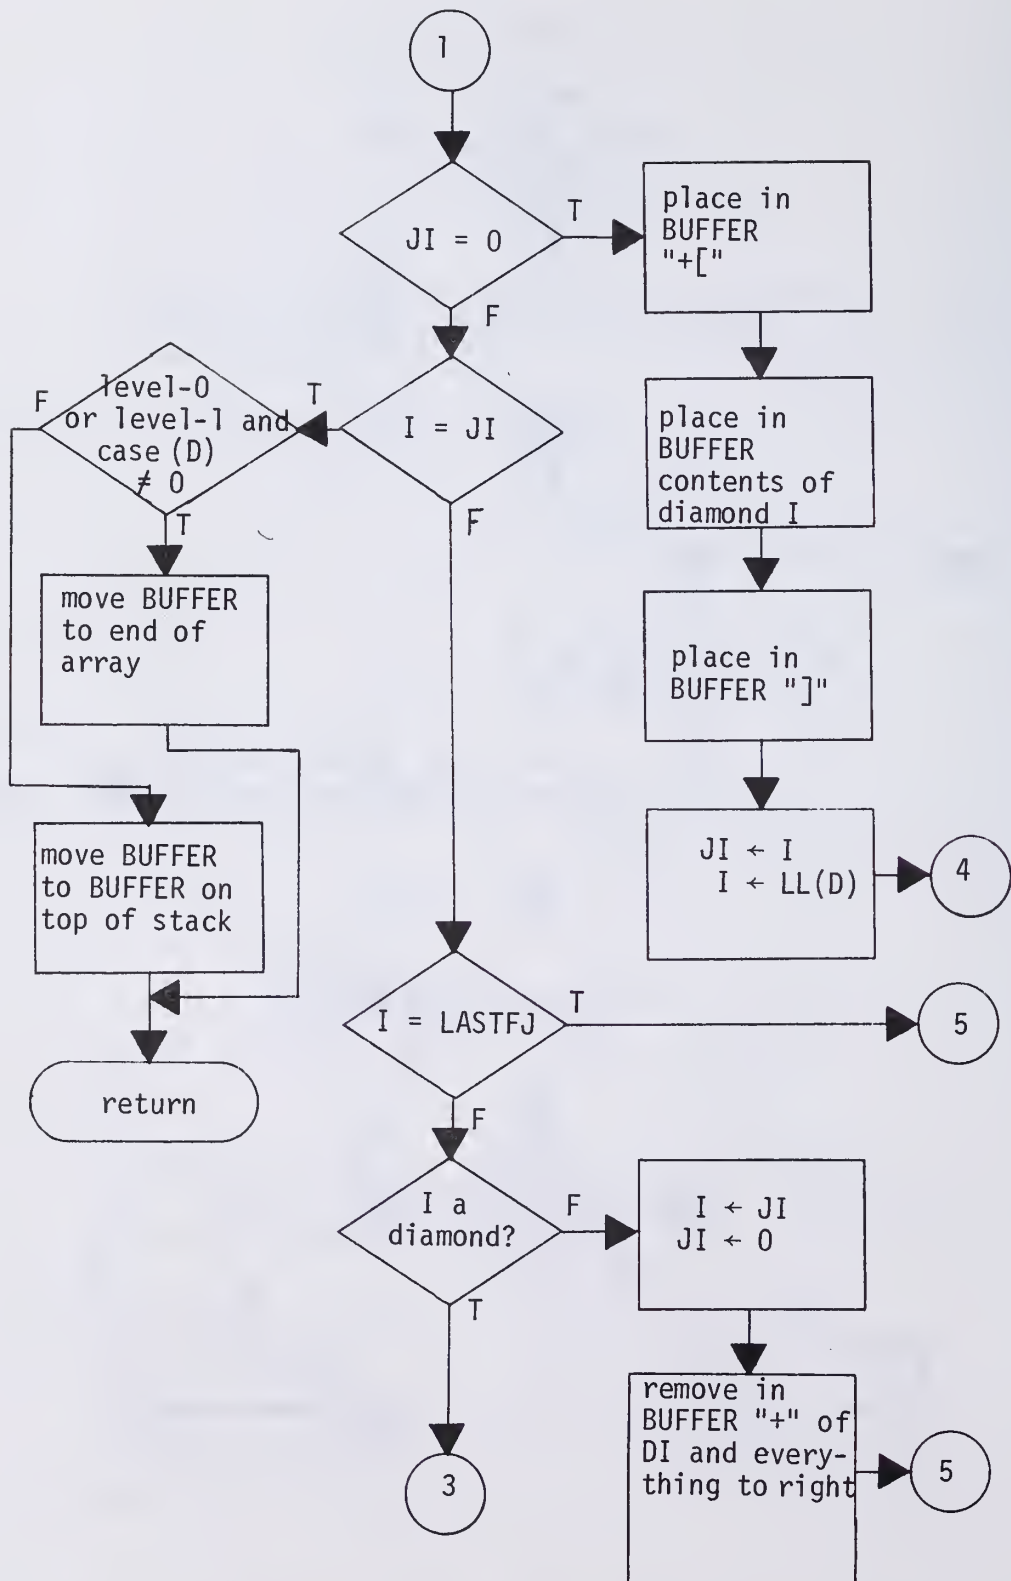 1
JI = 0
T
place in
BUFFER
"+["
F
I = JI
T
level-0
or level-1 and
case (D)
≠ 0
F
T
F
place in
BUFFER
contents of
diamond I
move BUFFER
to end of
array
place in
BUFFER "]"
move BUFFER
to BUFFER on
top of stack
JI ← I
I ← LL(D)
4
I = LASTFJ
T
5
return
F
I a
diamond?
F
I ← JI
JI ← 0
T
remove in
BUFFER "+" of
DI and every-
thing to right
5
3